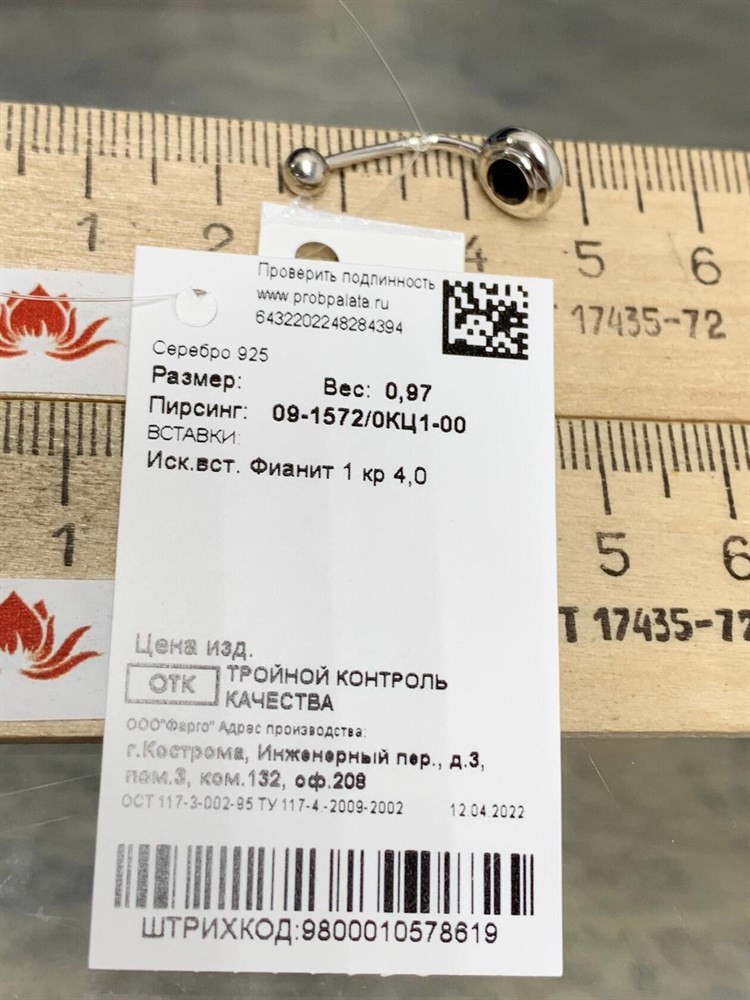 1 2 4 5 6
17435-72
Проверить подлинность
www probpalata.ru
6432202248284394
Серебро 925
Размер: Вес: 0,97
Пирсинг: 09-1572/0КЦ1-00
ВСТАВКИ:
Иск.вст. Фианит 1 кр 4,0
1 5 6
Т 17435-72
Цена изд.
ОТК ТРОЙНОЙ КОНТРОЛЬ
КАЧЕСТВА
ООО"Фарго" Адрес производства:
г.Кострома, Инженерный пер., д.3,
пом.3, ком.132, оф.208
ОСТ 117-3-002-95 ТУ 117-4.-2009-2002 12.04.2022
ШТРИХКОД:9800010578619